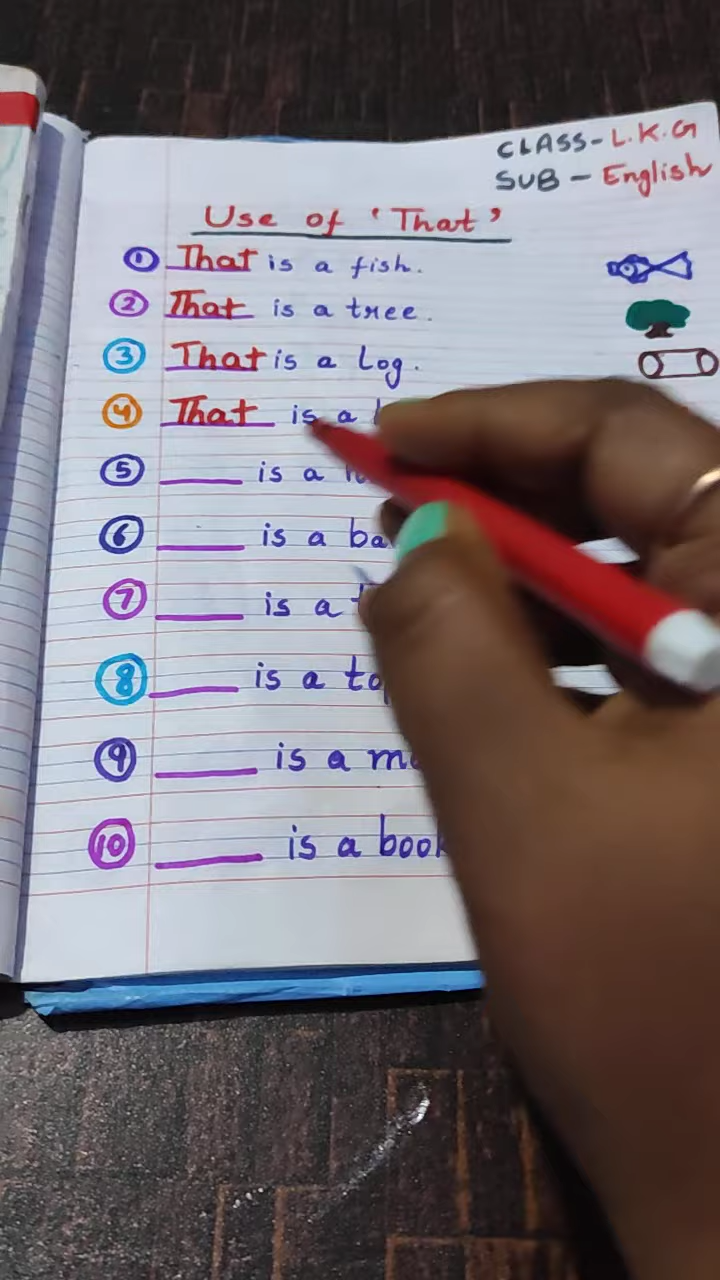 CLASS - L.K.G
SUB - English
Use of 'That'
① That is a fish.
② That is a tree.
③ That is a Log.
④ That is a
⑤ ____ is a
⑥ ____ is a
⑦ ____ is a
⑧ ____ is a
⑨ ____ is a
⑩ ____ is a book